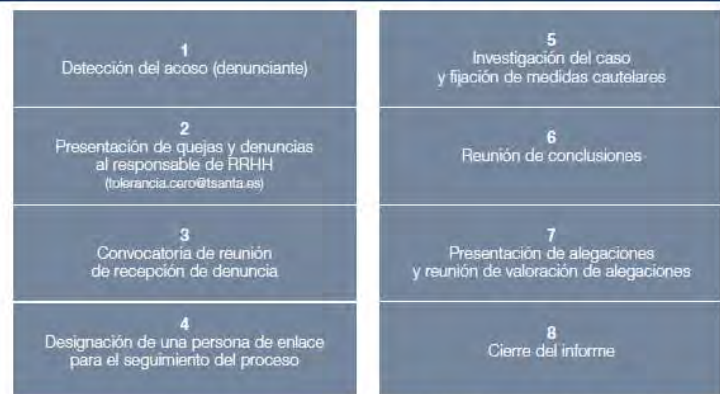 1
Detección del acoso (denunciante)
2
Presentación de quejas y denuncias
al responsable de RRHH
(tolerancia.cero@tsanta.es)
3
Convocatoria de reunión
de recepción de denuncia
4
Designación de una persona de enlace
para el seguimiento del proceso
5
Investigación del caso
y fijación de medidas cautelares
6
Reunión de conclusiones
7
Presentación de alegaciones
y reunión de valoración de alegaciones
8
Cierre del informe